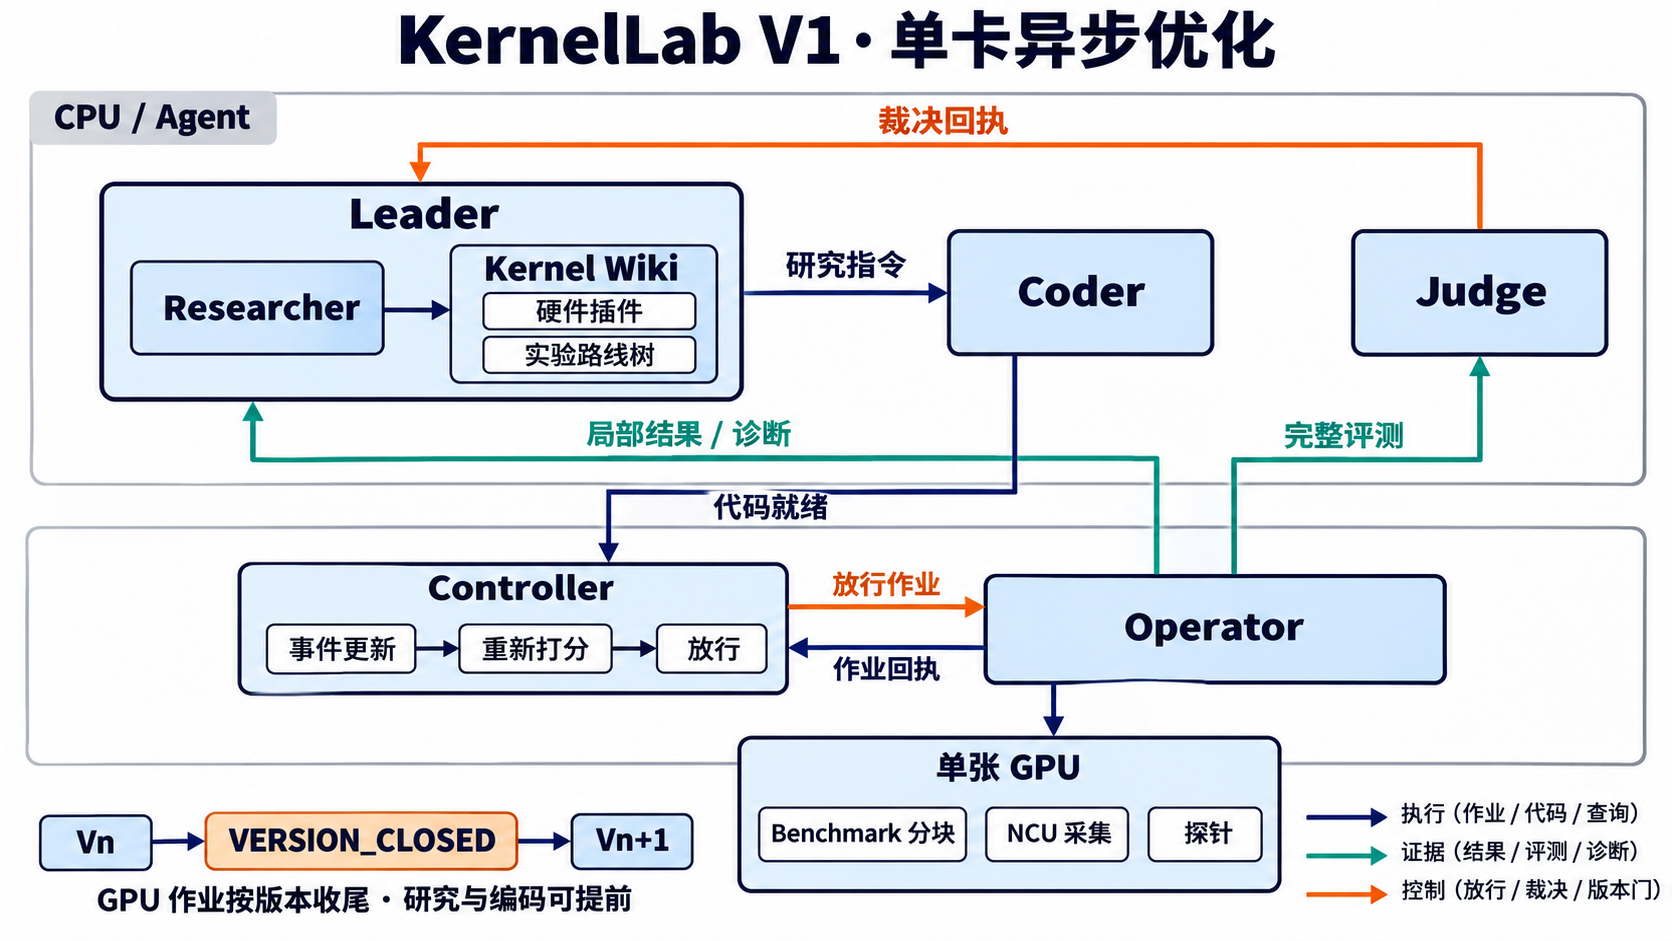 KernelLab V1 · 单卡异步优化
CPU / Agent
裁决回执
Leader
Researcher
Kernel Wiki
硬件插件
实验路线树
研究指令
Coder
Judge
局部结果 / 诊断
完整评测
代码就绪
Controller
事件更新
重新打分
放行
放行作业
作业回执
Operator
单张 GPU
Benchmark 分块
NCU 采集
探针
Vn
VERSION_CLOSED
Vn+1
GPU 作业按版本收尾 · 研究与编码可提前
执行（作业 / 代码 / 查询）
证据（结果 / 评测 / 诊断）
控制（放行 / 裁决 / 版本门）